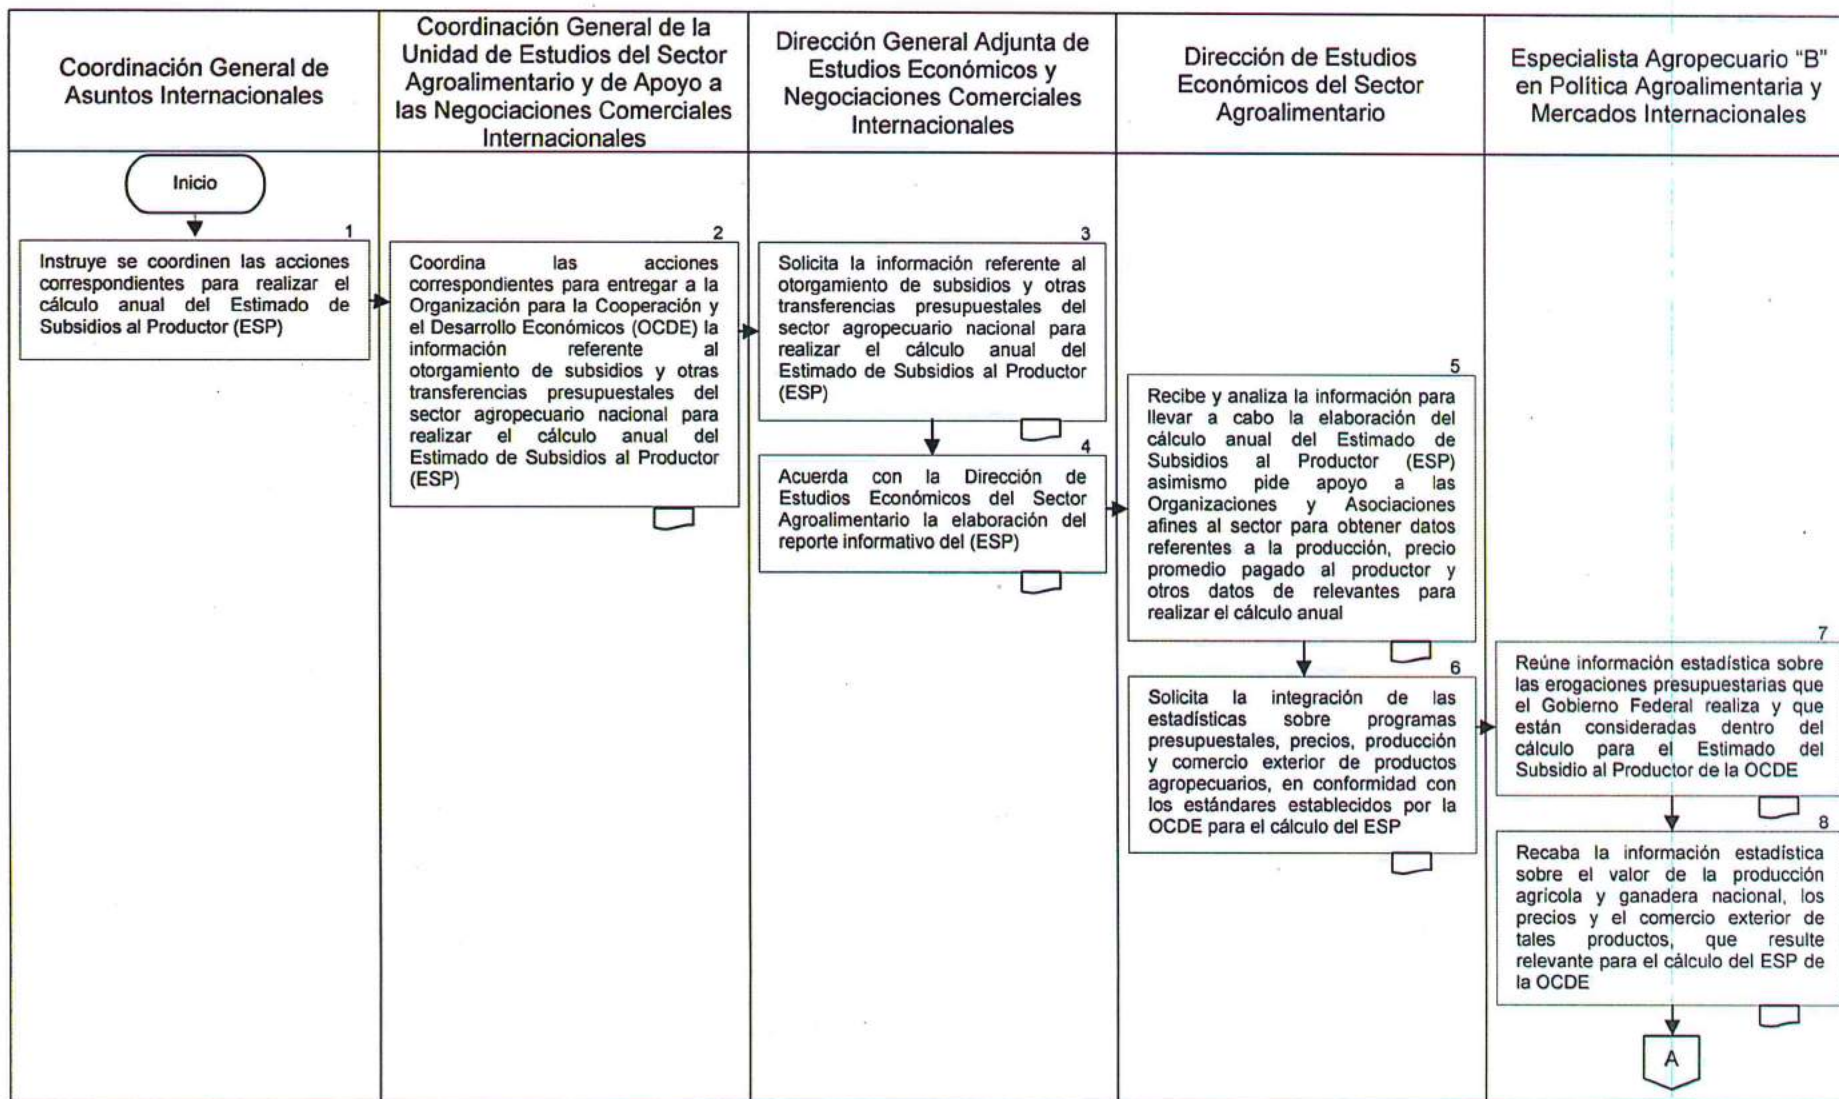 Coordinación General de
Asuntos Internacionales
Coordinación General de la
Unidad de Estudios del Sector
Agroalimentario y de Apoyo a
las Negociaciones Comerciales
Internacionales
Dirección General Adjunta de
Estudios Económicos y
Negociaciones Comerciales
Internacionales
Dirección de Estudios
Económicos del Sector
Agroalimentario
Especialista Agropecuario “B”
en Política Agroalimentaria y
Mercados Internacionales
Inicio
1
Instruye se coordinen las acciones
correspondientes para realizar el
cálculo anual del Estimado de
Subsidios al Productor (ESP)
2
Coordina las acciones
correspondientes para entregar a la
Organización para la Cooperación y
el Desarrollo Económicos (OCDE) la
información referente al
otorgamiento de subsidios y otras
transferencias presupuestales del
sector agropecuario nacional para
realizar el cálculo anual del
Estimado de Subsidios al Productor
(ESP)
3
Solicita la información referente al
otorgamiento de subsidios y otras
transferencias presupuestales del
sector agropecuario nacional para
realizar el cálculo anual del
Estimado de Subsidios al Productor
(ESP)
4
Acuerda con la Dirección de
Estudios Económicos del Sector
Agroalimentario la elaboración del
reporte informativo del (ESP)
5
Recibe y analiza la información para
llevar a cabo la elaboración del
cálculo anual del Estimado de
Subsidios al Productor (ESP)
asimismo pide apoyo a las
Organizaciones y Asociaciones
afines al sector para obtener datos
referentes a la producción, precio
promedio pagado al productor y
otros datos de relevantes para
realizar el cálculo anual
6
Solicita la integración de las
estadísticas sobre programas
presupuestales, precios, producción
y comercio exterior de productos
agropecuarios, en conformidad con
los estándares establecidos por la
OCDE para el cálculo del ESP
7
Reúne información estadística sobre
las erogaciones presupuestarias que
el Gobierno Federal realiza y que
están consideradas dentro del
cálculo para el Estimado del
Subsidio al Productor de la OCDE
8
Recaba la información estadística
sobre el valor de la producción
agrícola y ganadera nacional, los
precios y el comercio exterior de
tales productos, que resulte
relevante para el cálculo del ESP de
la OCDE
A